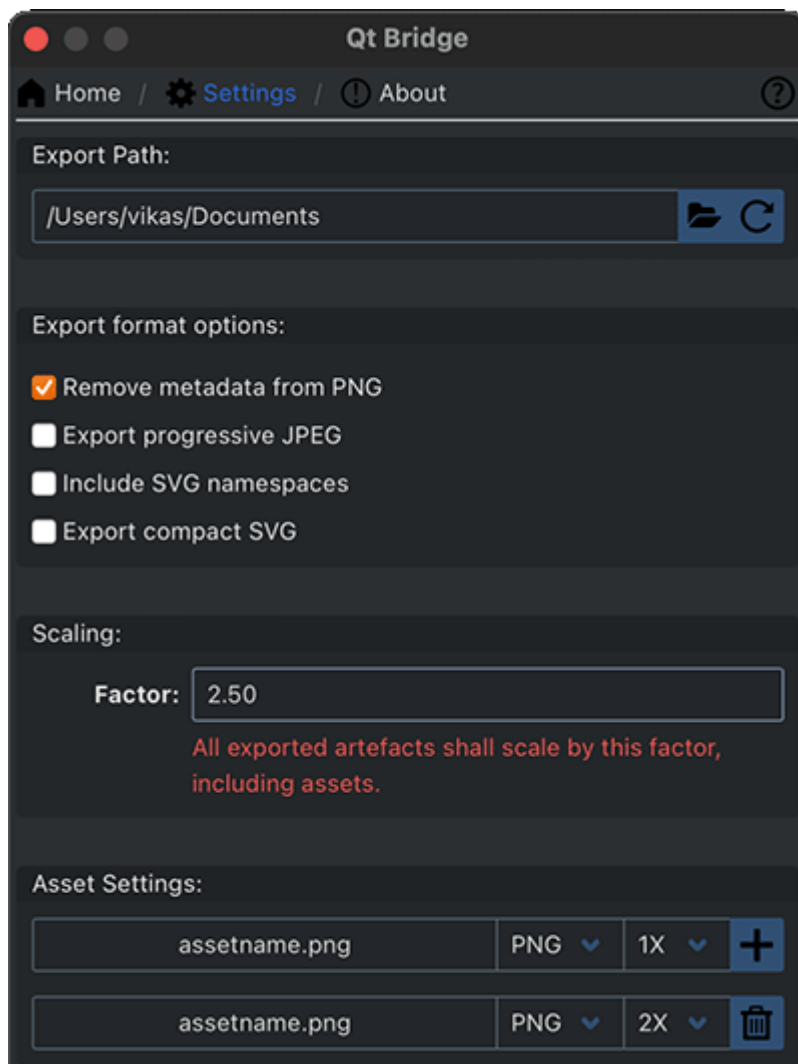 Qt Bridge
Home / Settings / About
Export Path:
/Users/vikas/Documents
Export format options:
Remove metadata from PNG
Export progressive JPEG
Include SVG namespaces
Export compact SVG
Scaling:
Factor: 2.50
All exported artefacts shall scale by this factor,
including assets.
Asset Settings:
assetname.png PNG 1X
assetname.png PNG 2X